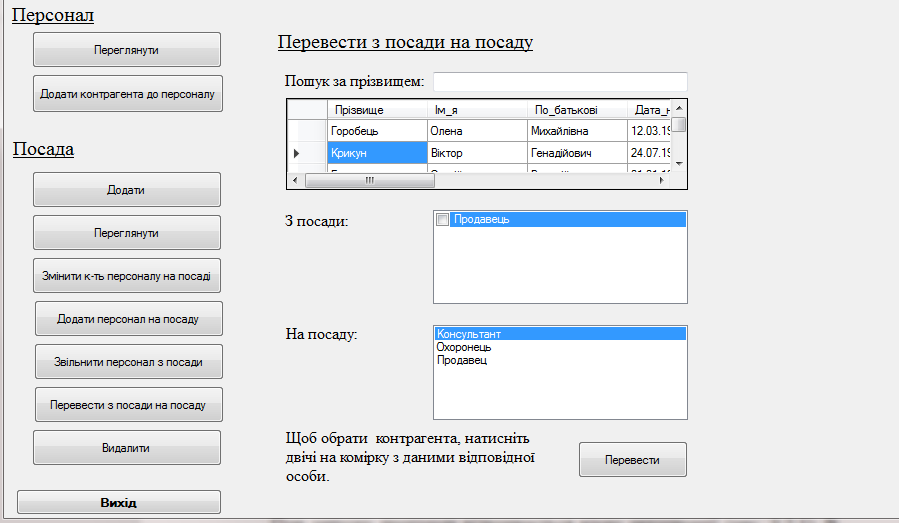 Персонал
Переглянути
Додати контрагента до персоналу
Посада
Додати
Переглянути
Змінити к-ть персоналу на посаді
Додати персонал на посаду
Звільнити персонал з посади
Перевести з посади на посаду
Видалити
Вихід
Перевести з посади на посаду
Пошук за прізвищем:
Прізвище Ім_я По_батькові Дата_н
Горобець Олена Михайлівна 12.03.19
Крикун Віктор Генадійович 24.07.19
З посади:
Продавець
На посаду:
Консультант
Охоронець
Продавец
Щоб обрати контрагента, натисніть
двічі на комірку з даними відповідної
особи.
Перевести